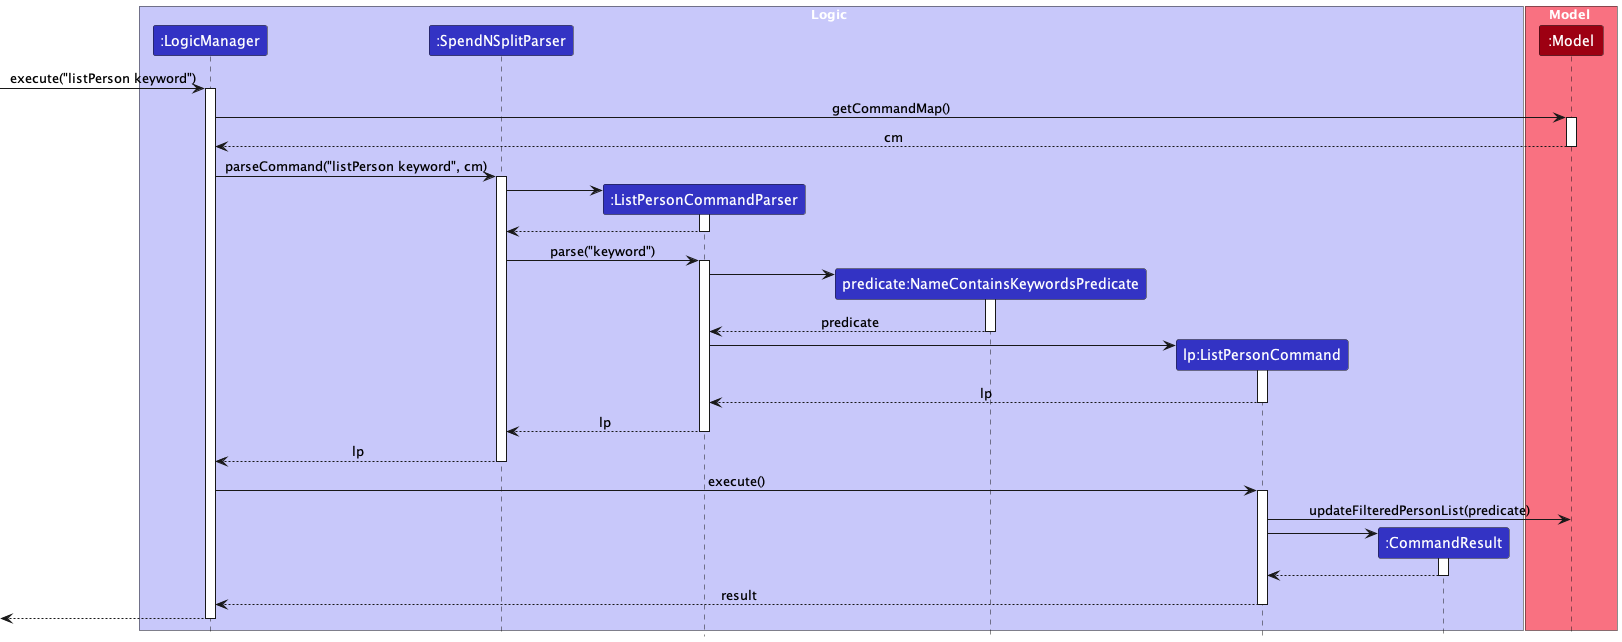 Logic
Model
:LogicManager
:SpendNSplitParser
:Model
execute("listPerson keyword")
getCommandMap()
cm
parseCommand("listPerson keyword", cm)
:ListPersonCommandParser
parse("keyword")
predicate:NameContainsKeywordsPredicate
predicate
lp:ListPersonCommand
lp
lp
lp
execute()
updateFilteredPersonList(predicate)
:CommandResult
result